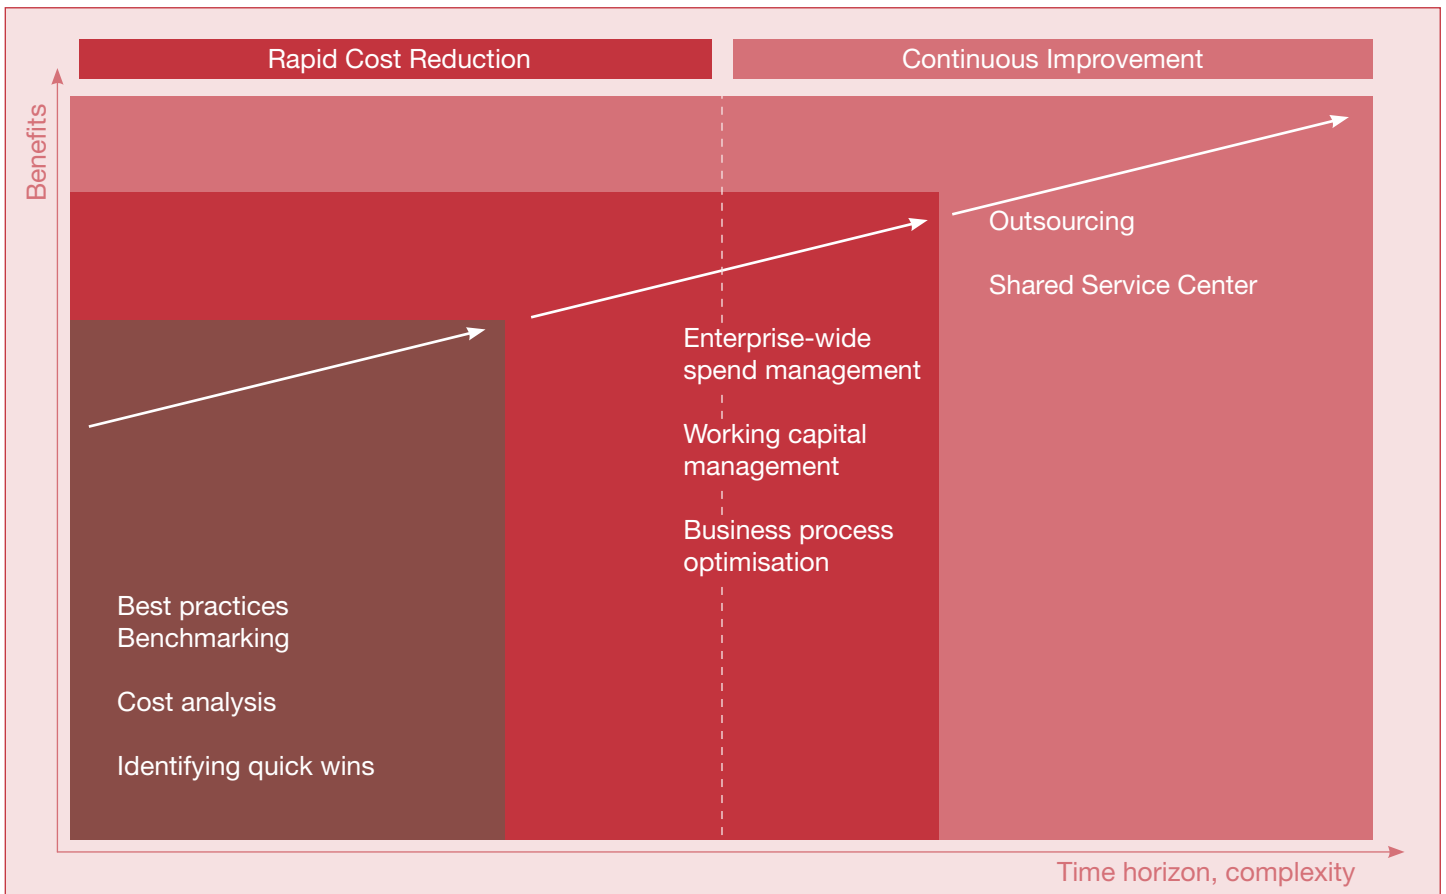 Rapid Cost Reduction
Continuous Improvement
Benefits
Outsourcing
Shared Service Center
Enterprise-wide
spend management
Working capital
management
Business process
optimisation
Best practices
Benchmarking
Cost analysis
Identifying quick wins
Time horizon, complexity